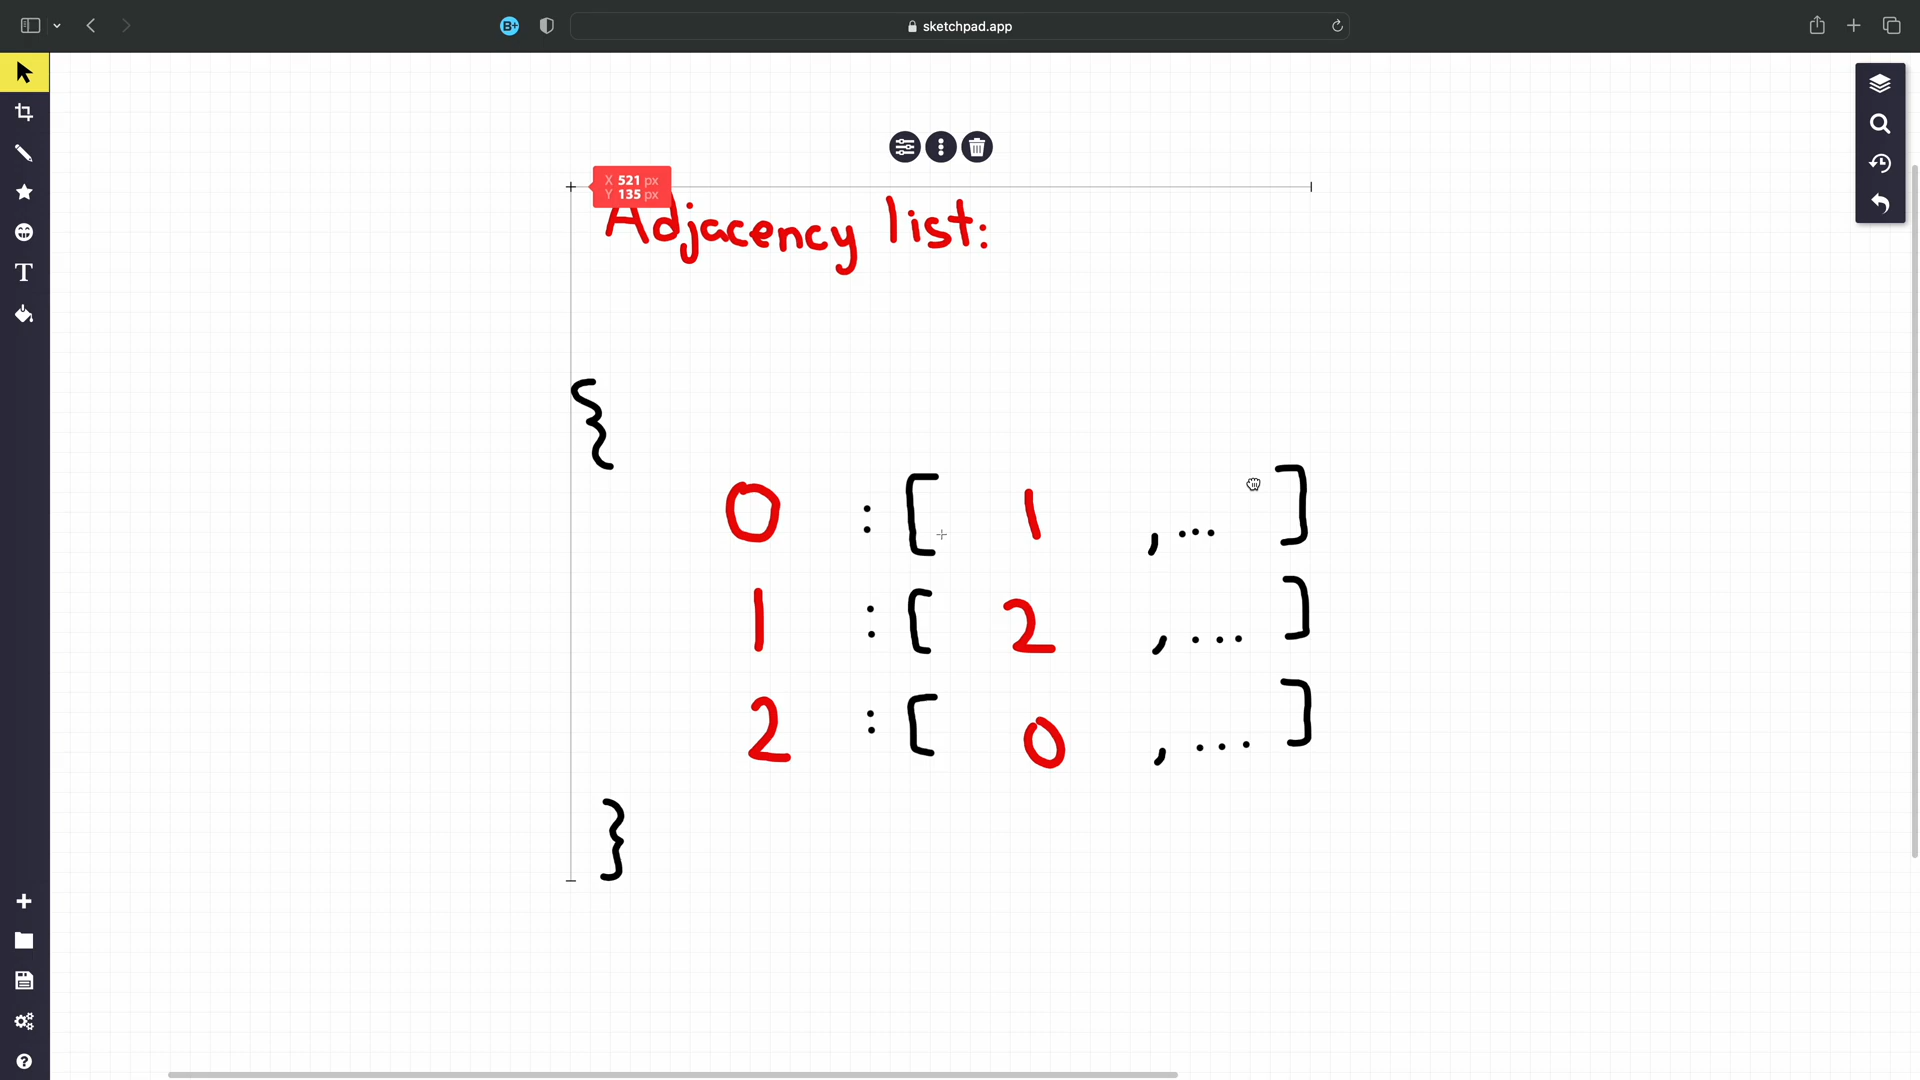 sketchpad.app
X 521 px
Y 135 px
Adjacency list:
{
0 : [ 1 , ... ]
1 : [ 2 , ... ]
2 : [ 0 , ... ]
}
B+
T
?